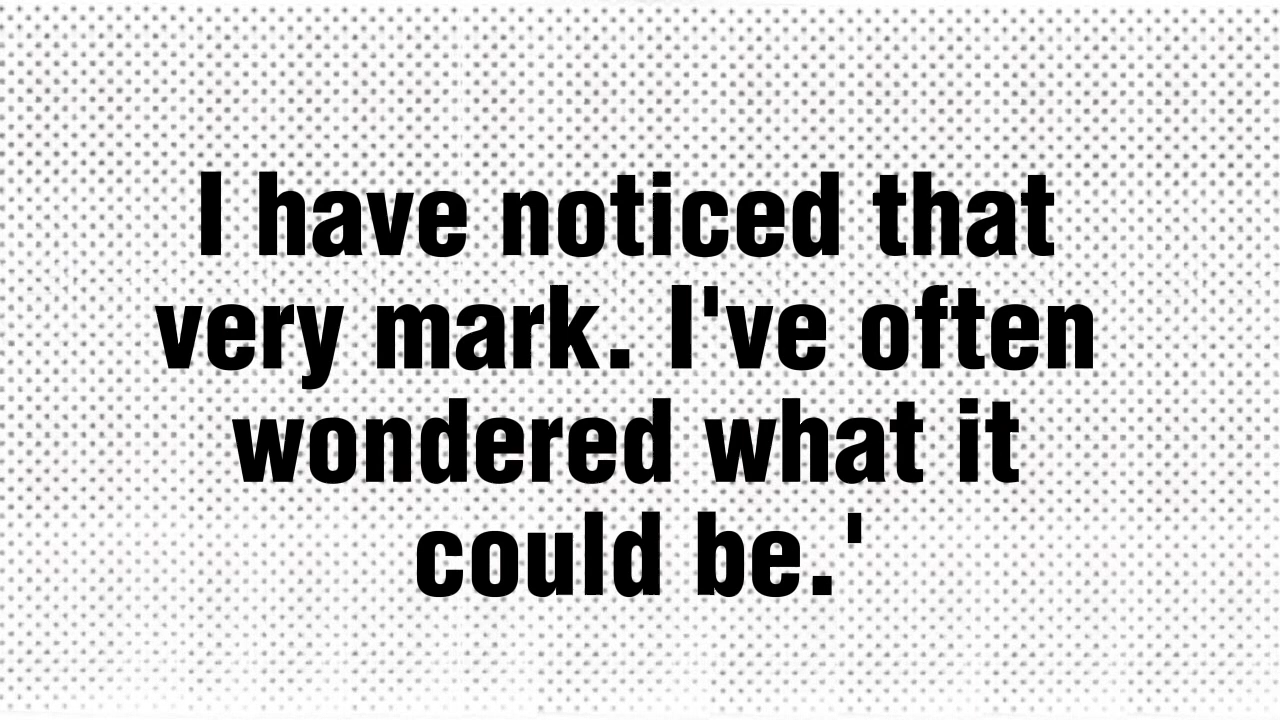 I have noticed that
very mark. I've often
wondered what it
could be.'